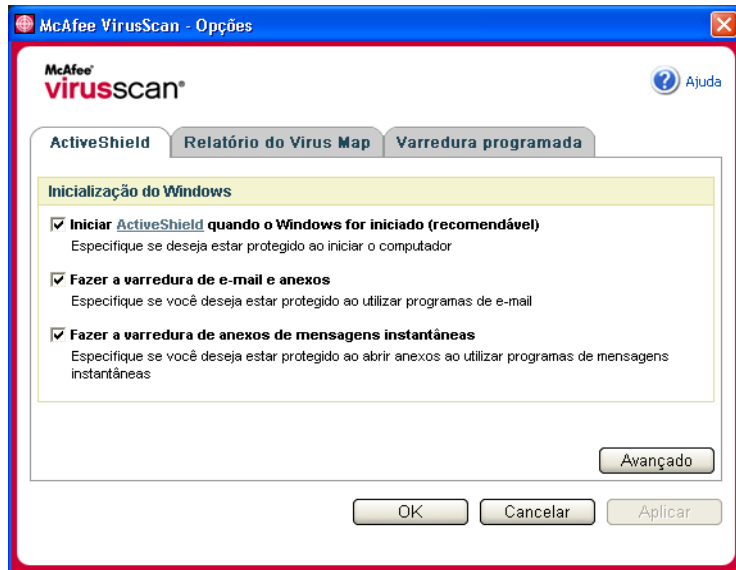 McAfee VirusScan - Opções
McAfee®
virusscan®
Ajuda
ActiveShield
Relatório do Virus Map
Varredura programada
Inicialização do Windows
Iniciar ActiveShield quando o Windows for iniciado (recomendável)
Especifique se deseja estar protegido ao iniciar o computador
Fazer a varredura de e-mail e anexos
Especifique se você deseja estar protegido ao utilizar programas de e-mail
Fazer a varredura de anexos de mensagens instantâneas
Especifique se você deseja estar protegido ao abrir anexos ao utilizar programas de mensagens
instantâneas
Avançado
OK
Cancelar
Aplicar